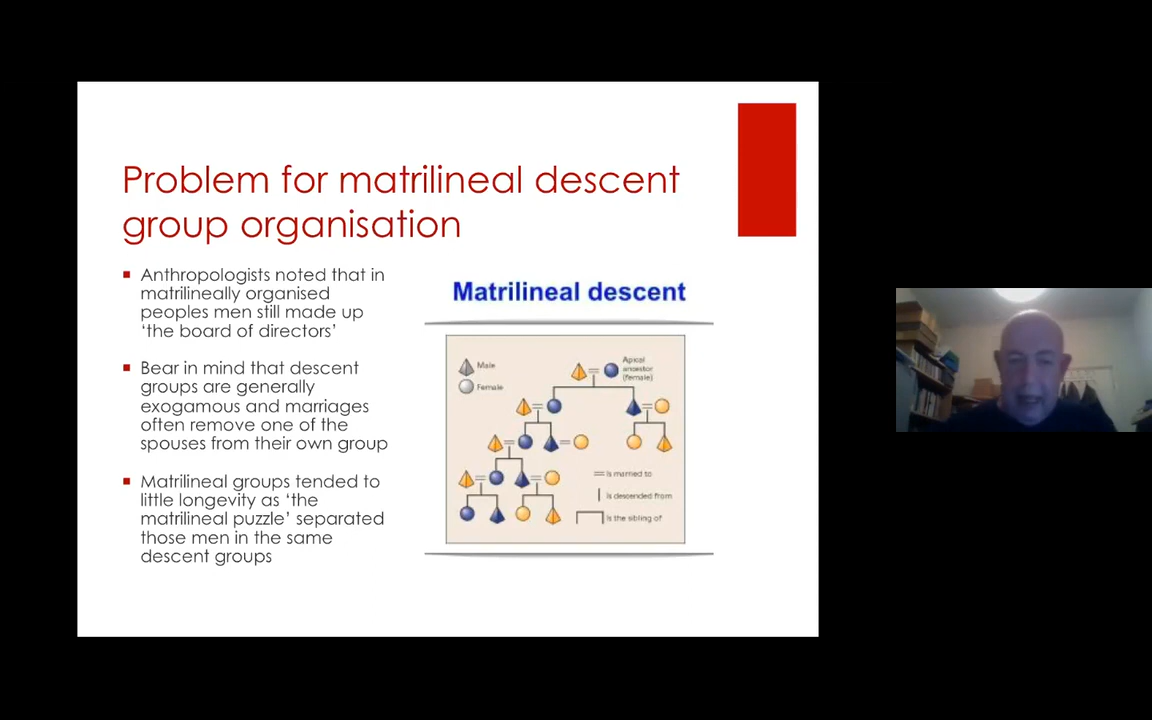 Problem for matrilineal descent
group organisation
▪ Anthropologists noted that in
matrilineally organised
peoples men still made up
‘the board of directors’
▪ Bear in mind that descent
groups are generally
exogamous and marriages
often remove one of the
spouses from their own group
▪ Matrilineal groups tended to
little longevity as ‘the
matrilineal puzzle’ separated
those men in the same
descent groups
Matrilineal descent
Male
Female
Apical
ancestor
(female)
is married to
is descended from
is the sibling of